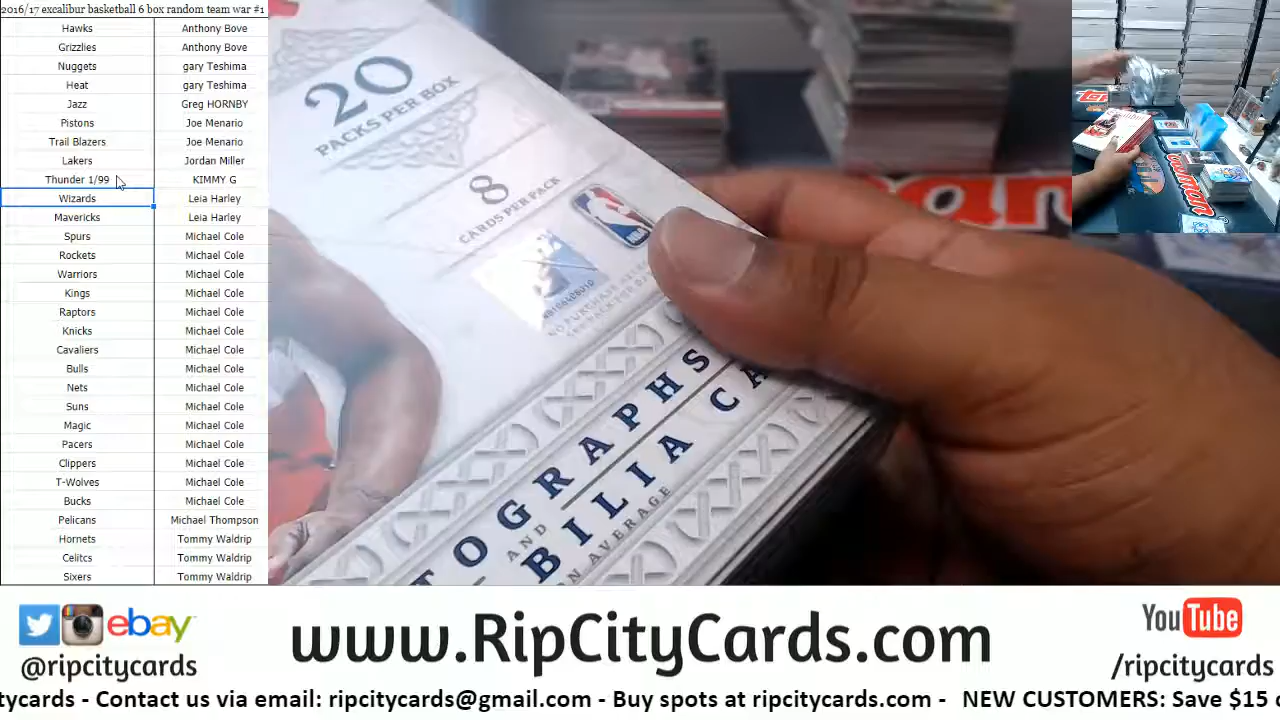 2016/17 excalibur basketball 6 box random team war #1
Hawks Anthony Bove
Grizzlies Anthony Bove
Nuggets gary Teshima
Heat gary Teshima
Jazz Greg HORNBY
Pistons Joe Menario
Trail Blazers Joe Menario
Lakers Jordan Miller
Thunder 1/99 KIMMY G
Wizards Leia Harley
Mavericks Leia Harley
Spurs Michael Cole
Rockets Michael Cole
Warriors Michael Cole
Kings Michael Cole
Raptors Michael Cole
Knicks Michael Cole
Cavaliers Michael Cole
Bulls Michael Cole
Nets Michael Cole
Suns Michael Cole
Magic Michael Cole
Pacers Michael Cole
Clippers Michael Cole
T-Wolves Michael Cole
Bucks Michael Cole
Pelicans Michael Thompson
Hornets Tommy Waldrip
Celitcs Tommy Waldrip
Sixers Tommy Waldrip
20
PACKS PER BOX
8
CARDS PER PACK
NBA
TOGRAPHS
AND
BILIA CA
ON AVERAGE
ebay
@ripcitycards
www.RipCityCards.com
YouTube
/ripcitycards
tycards - Contact us via email: ripcitycards@gmail.com - Buy spots at ripcitycards.com - NEW CUSTOMERS: Save $15 o